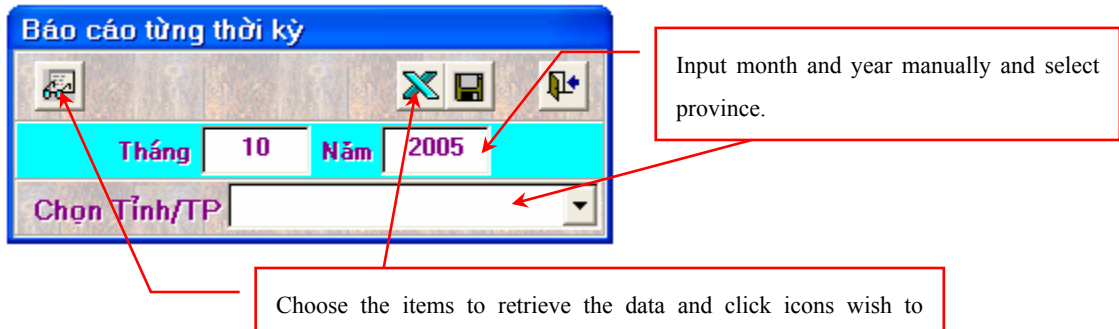 Báo cáo từng thời kỳ
Tháng 10 Năm 2005
Chọn Tỉnh/TP
Input month and year manually and select
province.
Choose the items to retrieve the data and click icons wish to